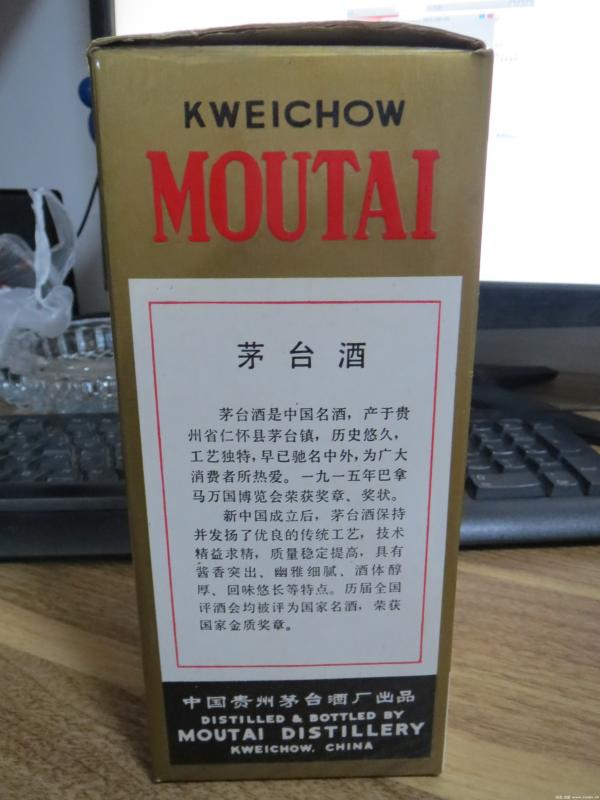 KWEICHOW
MOUTAI
茅台酒
茅台酒是中国名酒，产于贵
州省仁怀县茅台镇，历史悠久，
工艺独特，早已驰名中外，为广大
消费者所热爱。一九一五年巴拿
马万国博览会荣获奖章、奖状。
新中国成立后，茅台酒保持
并发扬了优良的传统工艺，技术
精益求精，质量稳定提高，具有
酱香突出、幽雅细腻、酒体醇
厚、回味悠长等特点。历届全国
评酒会均被评为国家名酒，荣获
国家金质奖章。
中国贵州茅台酒厂出品
DISTILLED & BOTTLED BY
MOUTAI DISTILLERY
KWEICHOW, CHINA